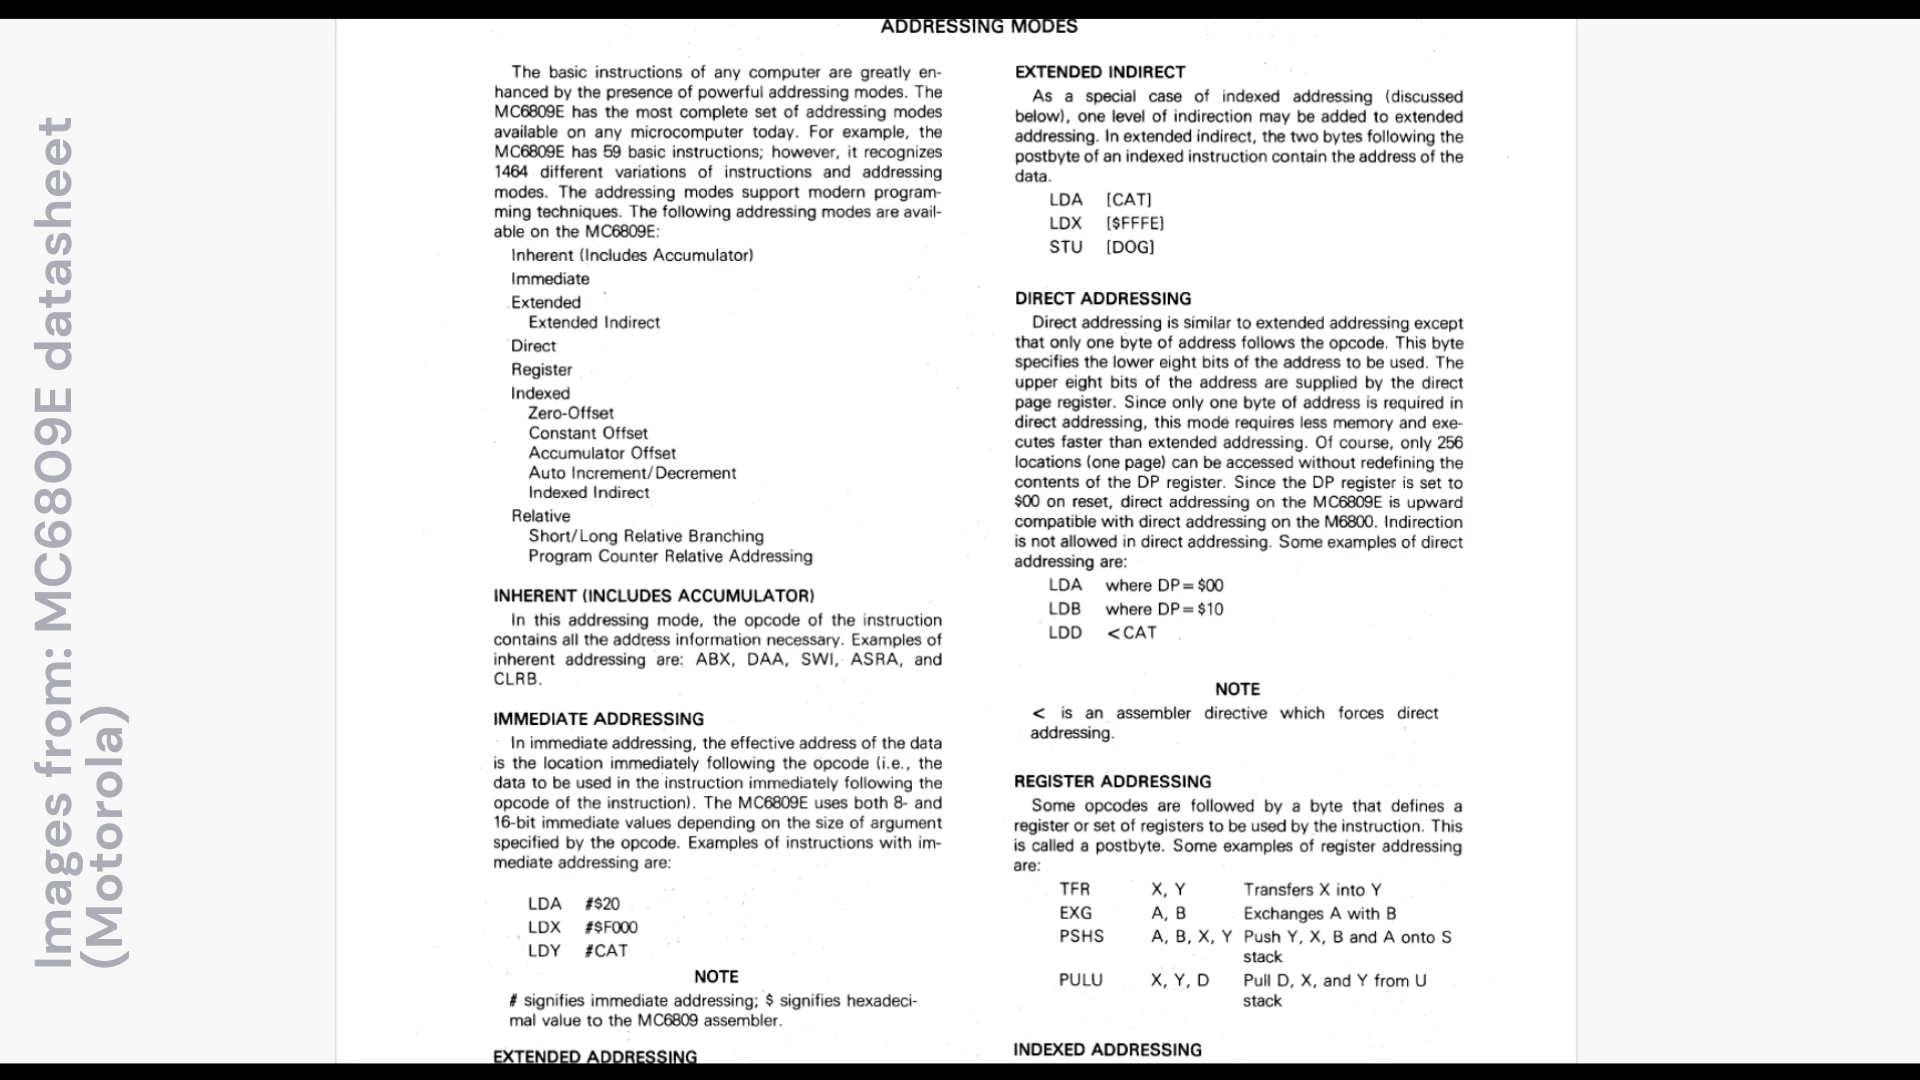 Images from: MC6809E datasheet
(Motorola)
ADDRESSING MODES
The basic instructions of any computer are greatly en-
hanced by the presence of powerful addressing modes. The
MC6809E has the most complete set of addressing modes
available on any microcomputer today. For example, the
MC6809E has 59 basic instructions; however, it recognizes
1464 different variations of instructions and addressing
modes. The addressing modes support modern program-
ming techniques. The following addressing modes are avail-
able on the MC6809E:
Inherent (Includes Accumulator)
Immediate
Extended
Extended Indirect
Direct
Register
Indexed
Zero-Offset
Constant Offset
Accumulator Offset
Auto Increment/Decrement
Indexed Indirect
Relative
Short/Long Relative Branching
Program Counter Relative Addressing
INHERENT (INCLUDES ACCUMULATOR)
In this addressing mode, the opcode of the instruction
contains all the address information necessary. Examples of
inherent addressing are: ABX, DAA, SWI, ASRA, and
CLRB.
IMMEDIATE ADDRESSING
In immediate addressing, the effective address of the data
is the location immediately following the opcode (i.e., the
data to be used in the instruction immediately following the
opcode of the instruction). The MC6809E uses both 8- and
16-bit immediate values depending on the size of argument
specified by the opcode. Examples of instructions with im-
mediate addressing are:
LDA #$20
LDX #$F000
LDY #CAT
NOTE
# signifies immediate addressing; $ signifies hexadeci-
mal value to the MC6809 assembler.
EXTENDED ADDRESSING
EXTENDED INDIRECT
As a special case of indexed addressing (discussed
below), one level of indirection may be added to extended
addressing. In extended indirect, the two bytes following the
postbyte of an indexed instruction contain the address of the
data.
LDA [CAT]
LDX [$FFFE]
STU [DOG]
DIRECT ADDRESSING
Direct addressing is similar to extended addressing except
that only one byte of address follows the opcode. This byte
specifies the lower eight bits of the address to be used. The
upper eight bits of the address are supplied by the direct
page register. Since only one byte of address is required in
direct addressing, this mode requires less memory and exe-
cutes faster than extended addressing. Of course, only 256
locations (one page) can be accessed without redefining the
contents of the DP register. Since the DP register is set to
$00 on reset, direct addressing on the MC6809E is upward
compatible with direct addressing on the M6800. Indirection
is not allowed in direct addressing. Some examples of direct
addressing are:
LDA where DP=$00
LDB where DP=$10
LDD <CAT
NOTE
< is an assembler directive which forces direct
addressing.
REGISTER ADDRESSING
Some opcodes are followed by a byte that defines a
register or set of registers to be used by the instruction. This
is called a postbyte. Some examples of register addressing
are:
TFR X, Y Transfers X into Y
EXG A, B Exchanges A with B
PSHS A, B, X, Y Push Y, X, B and A onto S
stack
PULU X, Y, D Pull D, X, and Y from U
stack
INDEXED ADDRESSING